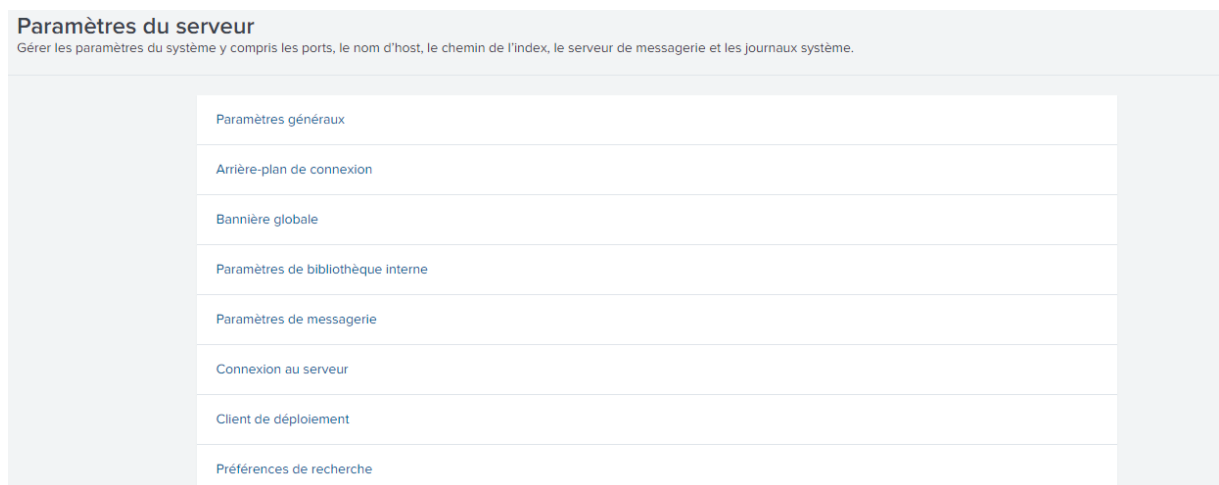 Paramètres du serveur
Gérer les paramètres du système y compris les ports, le nom d'host, le chemin de l'index, le serveur de messagerie et les journaux système.
Paramètres généraux
Arrière-plan de connexion
Bannière globale
Paramètres de bibliothèque interne
Paramètres de messagerie
Connexion au serveur
Client de déploiement
Préférences de recherche